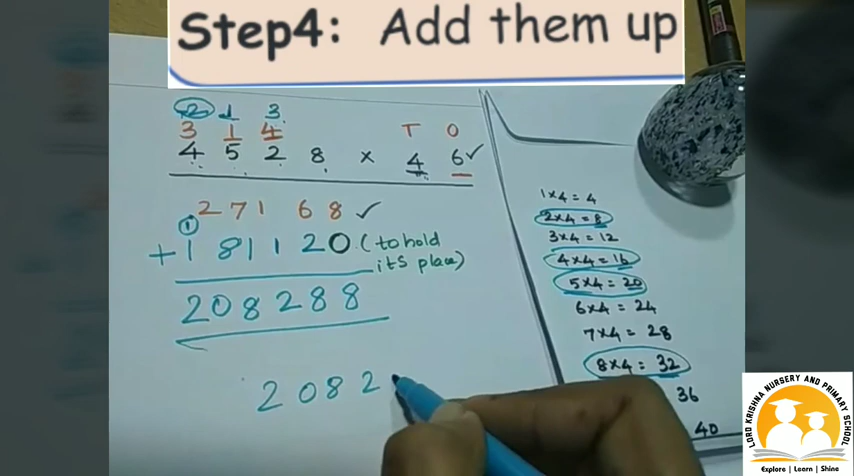 Step4: Add them up
2 1 3
3 1 4 T O
4 5 2 8 × 4 6 ✓
2 7 1 6 8 ✓
1
+ 1 8 1 1 2 0 (to hold
its place)
2 0 8 2 8 8
2 0 8 2
1×4 = 4
2×4 = 8
3×4 = 12
4×4 = 16
5×4 = 20
6×4 = 24
7×4 = 28
8×4 = 32
36
40
LORD KRISHNA NURSERY AND PRIMARY SCHOOL
Explore | Learn | Shine